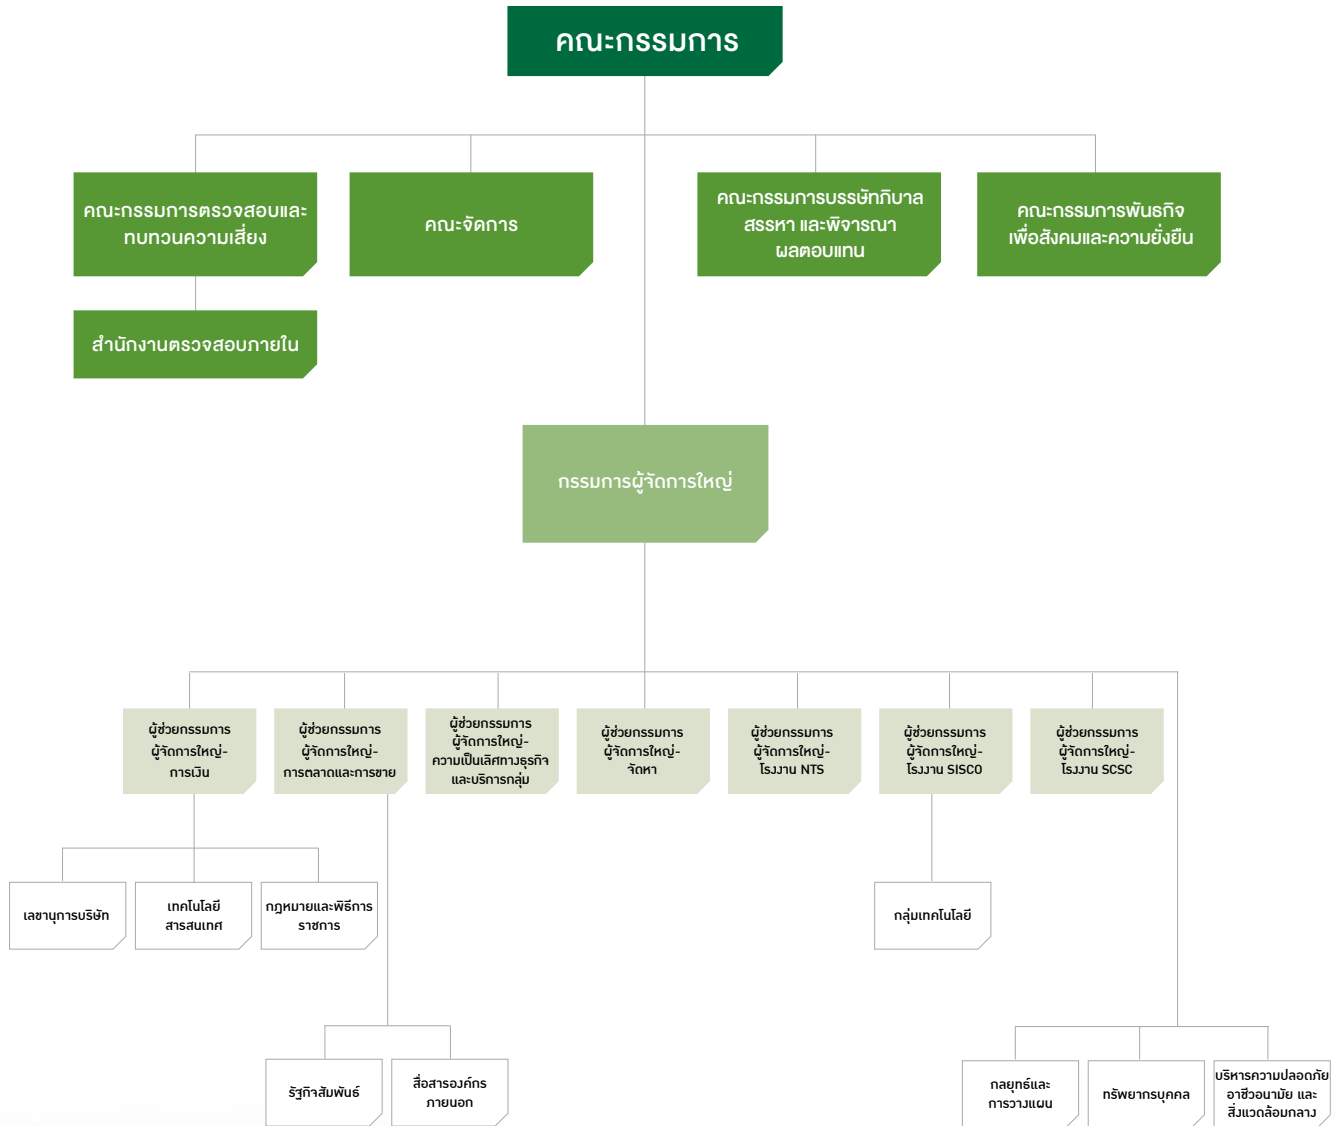 คณะกรรมการ
คณะกรรมการตรวจสอบและ
ทบทวนความเสี่ยง
คณะจัดการ
คณะกรรมการบรรษัทภิบาล
สรรหา และพิจารณา
ผลตอบแทน
คณะกรรมการพันธกิจ
เพื่อสังคมและความยั่งยืน
สำนักงานตรวจสอบภายใน
กรรมการผู้จัดการใหญ่
ผู้ช่วยกรรมการ
ผู้จัดการใหญ่-
การเงิน
ผู้ช่วยกรรมการ
ผู้จัดการใหญ่-
การตลาดและการขาย
ผู้ช่วยกรรมการ
ผู้จัดการใหญ่-
ความเป็นเลิศทางธุรกิจ
และบริการกลุ่ม
ผู้ช่วยกรรมการ
ผู้จัดการใหญ่-
จัดหา
ผู้ช่วยกรรมการ
ผู้จัดการใหญ่-
โรงงาน NTS
ผู้ช่วยกรรมการ
ผู้จัดการใหญ่-
โรงงาน SISCO
ผู้ช่วยกรรมการ
ผู้จัดการใหญ่-
โรงงาน SCSC
เลขานุการบริษัท
เทคโนโลยี
สารสนเทศ
กฎหมายและพิธีการ
ราชการ
กลุ่มเทคโนโลยี
รัฐกิจสัมพันธ์
สื่อสารองค์กร
ภายนอก
กลยุทธ์และ
การวางแผน
ทรัพยากรบุคคล
บริหารความปลอดภัย
อาชีวอนามัย และ
สิ่งแวดล้อมกลาง